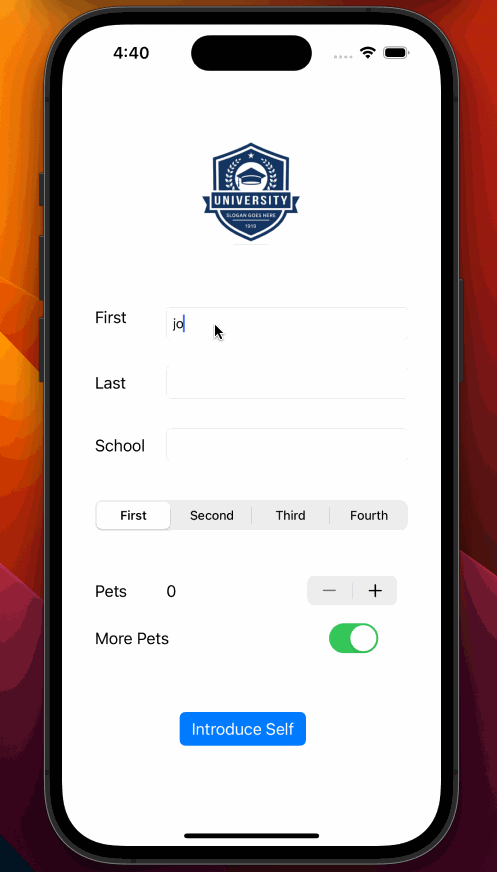 4:40
UNIVERSITY
SLOGAN GOES HERE
1919
First jo
Last
School
First Second Third Fourth
Pets 0
More Pets
Introduce Self